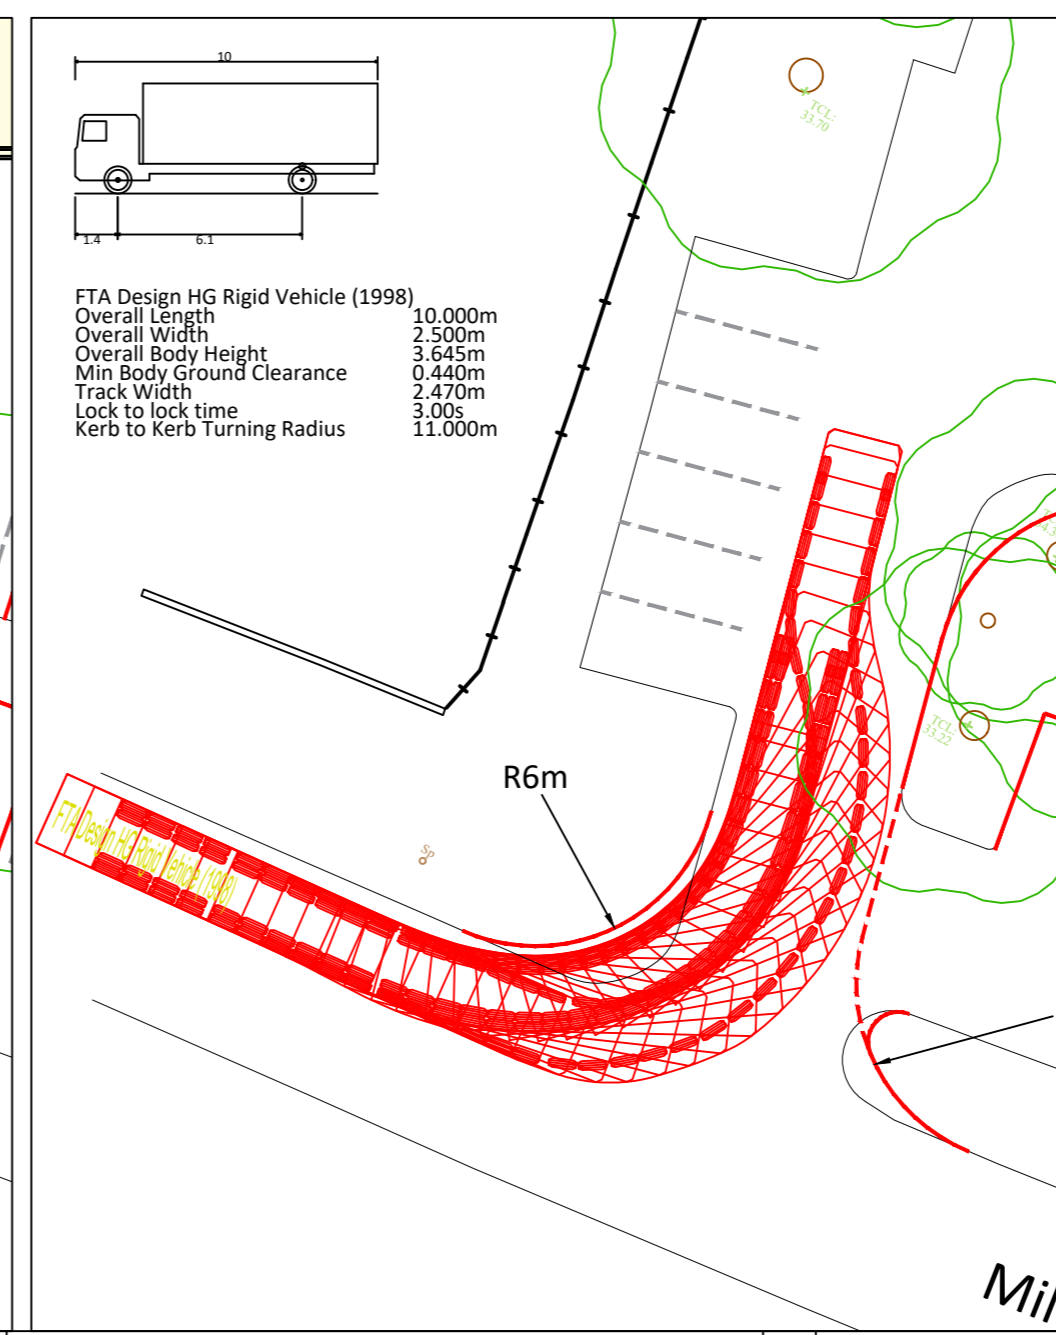 10
1.4
6.1
FTA Design HG Rigid Vehicle (1998)
Overall Length 10.000m
Overall Width 2.500m
Overall Body Height 3.645m
Min Body Ground Clearance 0.440m
Track Width 2.470m
Lock to lock time 3.00s
Kerb to Kerb Turning Radius 11.000m
TCL:
33.70
TCL:
33.22
R6m
Sp
FTA Design HG Rigid Vehicle (1998)
Mil